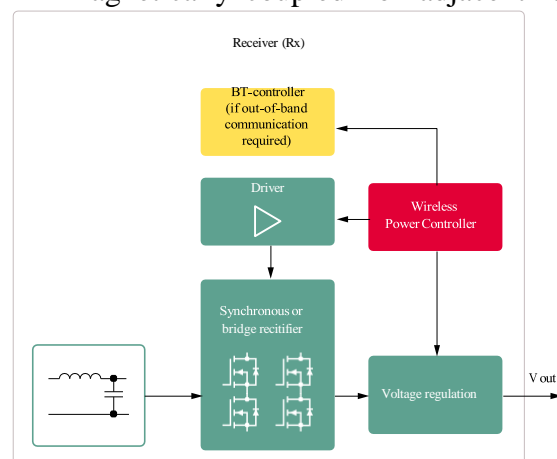 Receiver (Rx)
BT-controller
(if out-of-band
communication
required)
Driver
Wireless
Power Controller
Synchronous or
bridge recitifier
Voltage regulation
V out